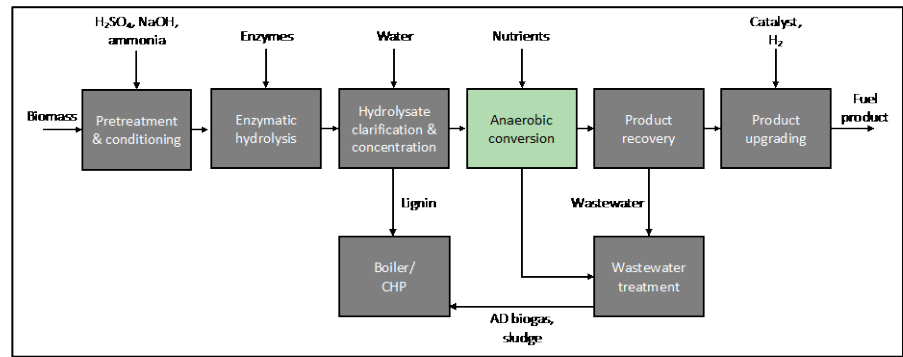 H₂SO₄, NaOH,
ammonia
Enzymes
Water
Nutrients
Catalyst,
H₂
Biomass
Pretreatment
& conditioning
Enzymatic
hydrolysis
Hydrolysate
clarification &
concentration
Anaerobic
conversion
Product
recovery
Product
upgrading
Fuel
product
Lignin
Wastewater
Boiler/
CHP
Wastewater
treatment
AD biogas,
sludge